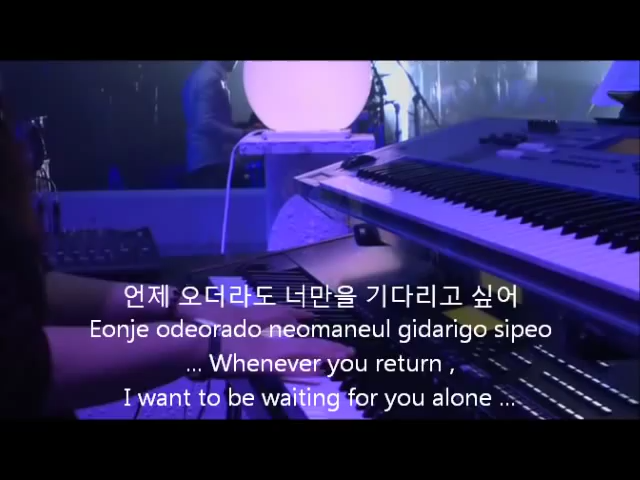 언제 오더라도 너만을 기다리고 싶어
Eonje odeorado neomaneul gidarigo sipeo
... Whenever you return ,
I want to be waiting for you alone ...